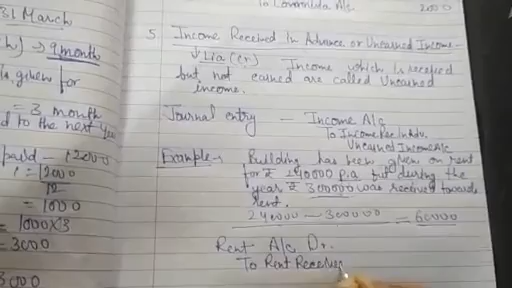 To Commission A/c 2000
31 March
5. Income Received In Advance or Unearned Income
→ 9 month
↓ Lia (cr) Income which is received
but not earned are called Unearned
income.
given for
= 3 month
d to the next Ye
Journal entry — Income A/c
To Income Rec. in Adv.
Unearned Income A/c
paid - 12000
Example → Building has been given on rent
for ₹ 240000 p.a but during the
year ₹ 300000 was received towards
rent.
= 12000
12
= 1000
240000 — 300000 = 60000
= 1000 x 3
= 3000
Rent A/c Dr.
To Rent Receive
3000